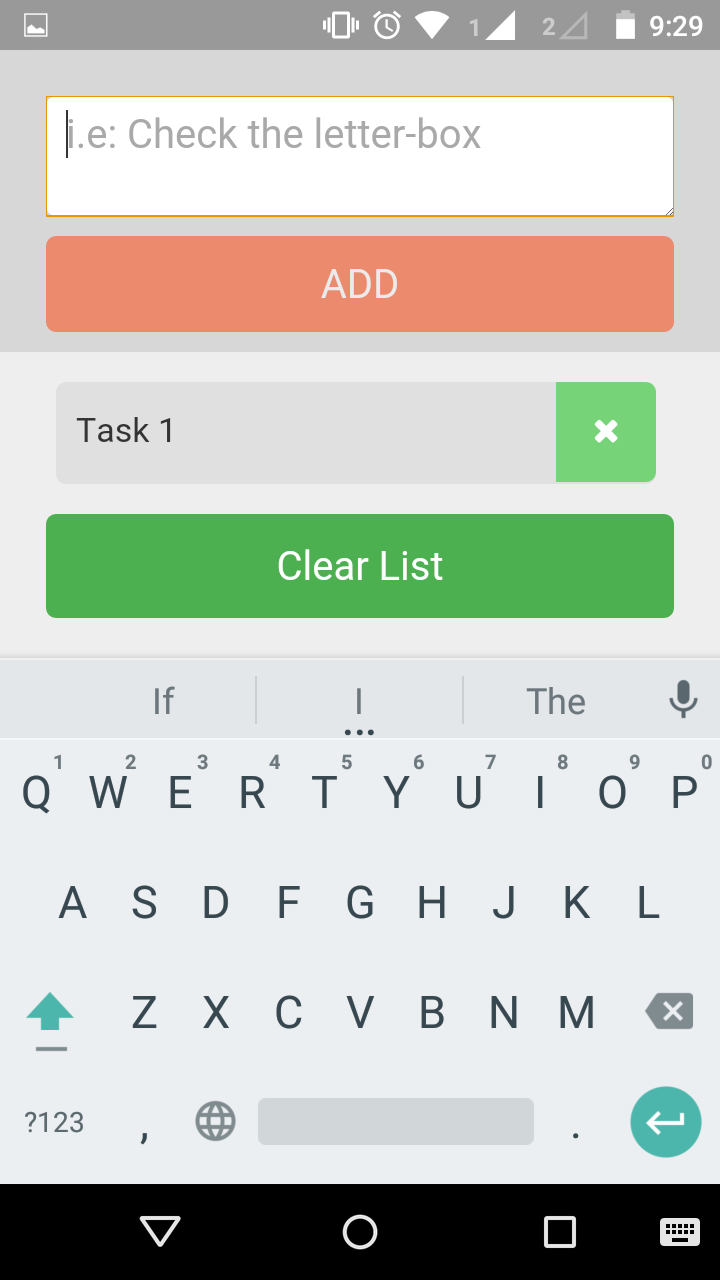 1 2 9:29
i.e: Check the letter-box
ADD
Task 1
Clear List
If I The
1 2 3 4 5 6 7 8 9 0
Q W E R T Y U I O P
A S D F G H J K L
Z X C V B N M
?123 , .